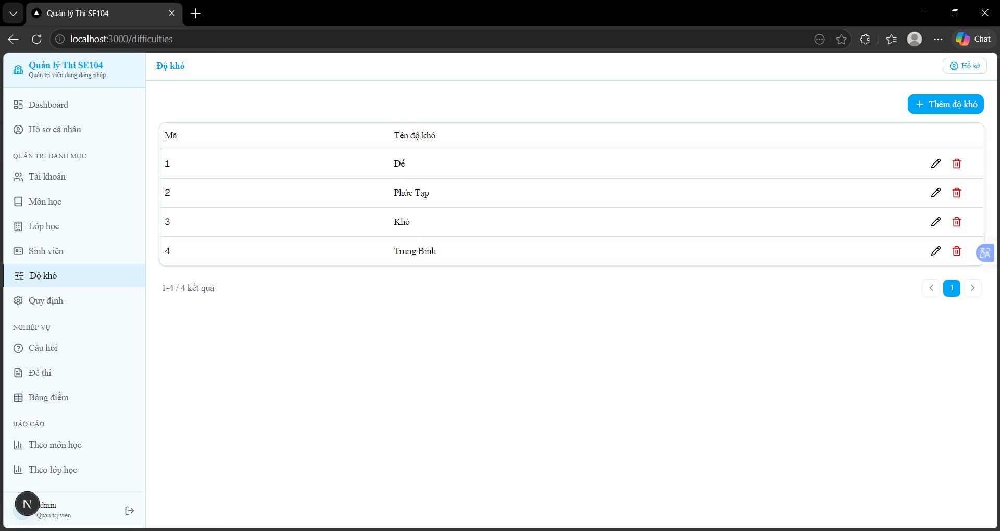 Quản lý Thi SE104
localhost:3000/difficulties
Chat
Quản lý Thi SE104
Quản trị viên đang đăng nhập
Độ khó
Hồ sơ
Dashboard
Hồ sơ cá nhân
QUẢN TRỊ DANH MỤC
Tài khoản
Môn học
Lớp học
Sinh viên
Độ khó
Quy định
NGHIỆP VỤ
Câu hỏi
Đề thi
Bảng điểm
BÁO CÁO
Theo môn học
Theo lớp học
N
dmin
Quản trị viên
Thêm độ khó
Mã Tên độ khó
1 Dễ
2 Phức Tạp
3 Khó
4 Trung Bình
1-4 / 4 kết quả
1